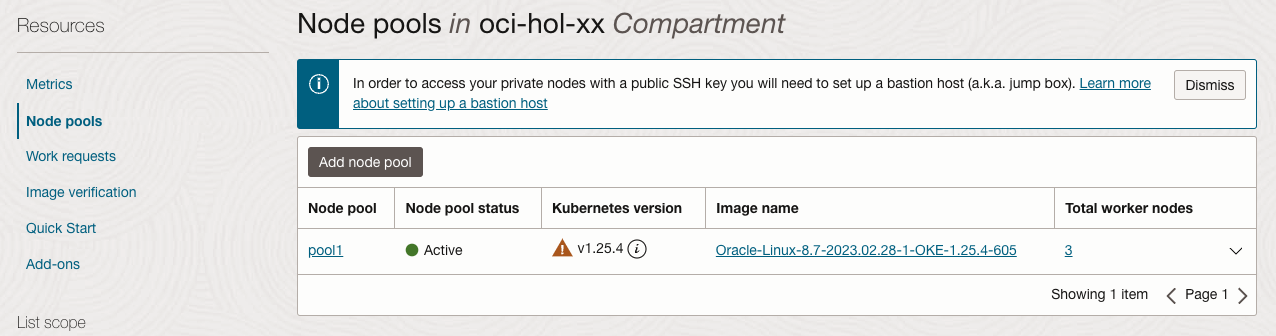 Resources
Metrics
Node pools
Work requests
Image verification
Quick Start
Add-ons
List scope
Node pools in oci-hol-xx Compartment
In order to access your private nodes with a public SSH key you will need to set up a bastion host (a.k.a. jump box). Learn more
about setting up a bastion host
Dismiss
Add node pool
Node pool Node pool status Kubernetes version Image name Total worker nodes
pool1 Active v1.25.4 Oracle-Linux-8.7-2023.02.28-1-OKE-1.25.4-605 3
Showing 1 item Page 1